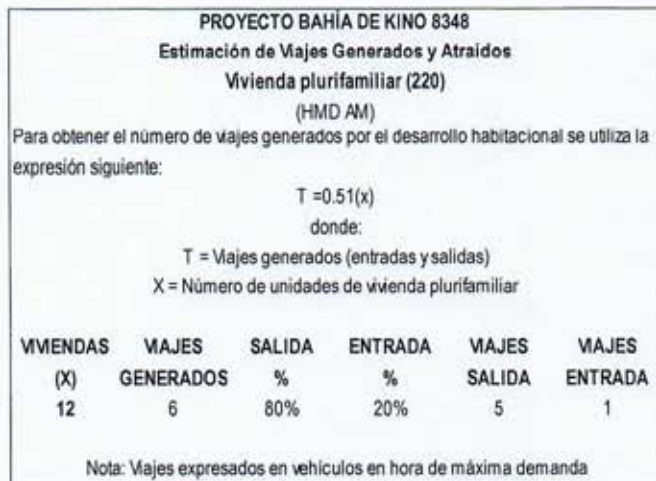 PROYECTO BAHÍA DE KINO 8348
Estimación de Viajes Generados y Atraidos
Vivienda plurifamiliar (220)
(HMD AM)
Para obtener el número de viajes generados por el desarrollo habitacional se utiliza la
expresión siguiente:
T =0.51(x)
donde:
T = Viajes generados (entradas y salidas)
X = Número de unidades de vivienda plurifamiliar
VIVIENDAS VIAJES SALIDA ENTRADA VIAJES VIAJES
(X) GENERADOS % % SALIDA ENTRADA
12 6 80% 20% 5 1
Nota: Viajes expresados en vehículos en hora de máxima demanda